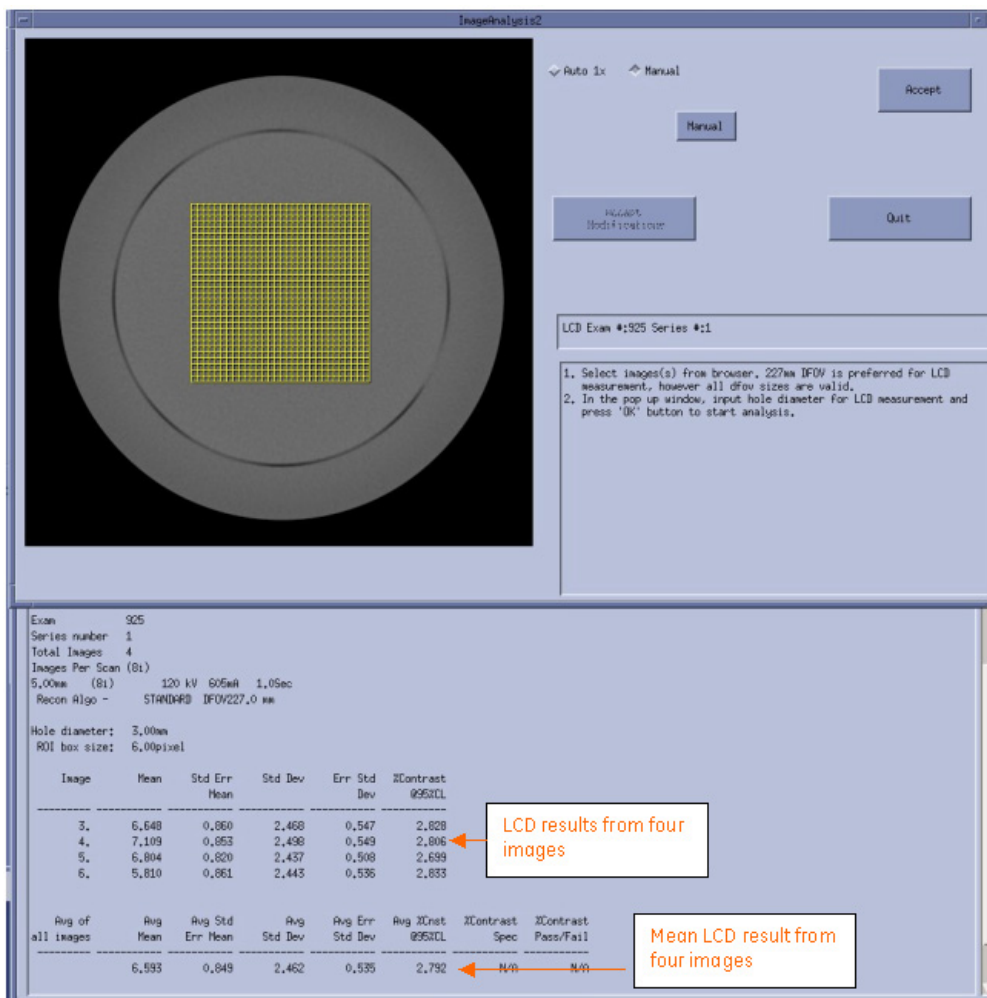 ImageAnalysis2
Auto 1x Manual
Accept
Manual
Accept
Modifications
Quit
LCD Exam #:925 Series #:1
1. Select images(s) from browser. 227mm DFOV is preferred for LCD
measurement, however all dfov sizes are valid.
2. In the pop up window, input hole diameter for LCD measurement and
press 'OK' button to start analysis.
Exam 925
Series number 1
Total Images 4
Images Per Scan (8i)
5.00mm (8i) 120 kV 605mA 1.0Sec
Recon Algo - STANDARD DFOV227.0 mm
Hole diameter: 3.00mm
ROI box size: 6.00pixel
Image Mean Std Err Std Dev Err Std %Contrast
Mean Dev @95%CL
3. 6.648 0.860 2.468 0.547 2.828
4. 7.109 0.853 2.498 0.549 2.806
5. 6.804 0.820 2.437 0.508 2.699
6. 5.810 0.861 2.443 0.536 2.833
LCD results from four
images
Avg of Avg Avg Std Avg Avg Err Avg %Cnst %Contrast %Contrast
all images Mean Err Mean Std Dev Std Dev @95%CL Spec Pass/Fail
6.593 0.849 2.462 0.535 2.792 N/A N/A
Mean LCD result from
four images